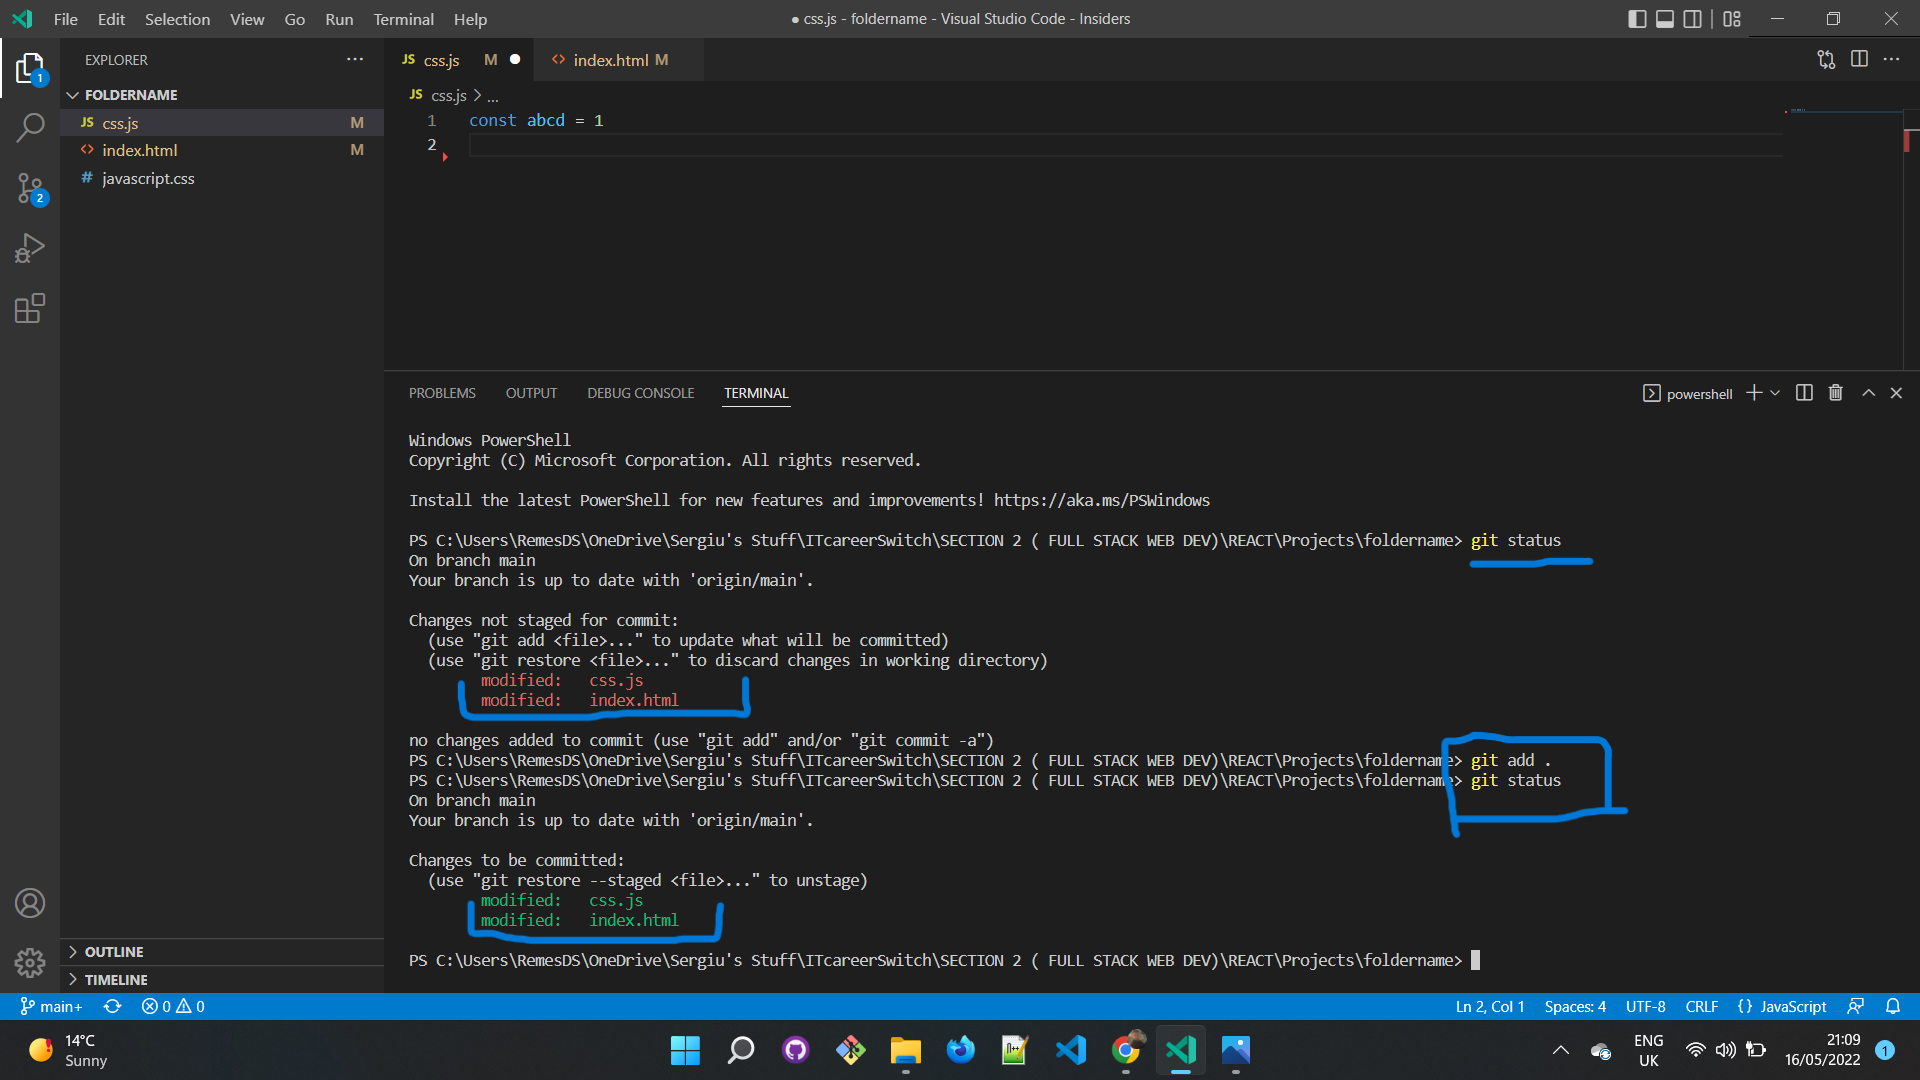 File Edit Selection View Go Run Terminal Help
● css.js - foldername - Visual Studio Code - Insiders
EXPLORER ...
1
FOLDERNAME
JS css.js M
<> index.html M
# javascript.css
2
JS css.js M ●
<> index.html M
JS css.js > ...
1 const abcd = 1
2
PROBLEMS OUTPUT DEBUG CONSOLE TERMINAL
powershell
Windows PowerShell
Copyright (C) Microsoft Corporation. All rights reserved.
Install the latest PowerShell for new features and improvements! https://aka.ms/PSWindows
PS C:\Users\RemesDS\OneDrive\Sergiu's Stuff\ITcareerSwitch\SECTION 2 ( FULL STACK WEB DEV)\REACT\Projects\foldername> git status
On branch main
Your branch is up to date with 'origin/main'.
Changes not staged for commit:
(use "git add <file>..." to update what will be committed)
(use "git restore <file>..." to discard changes in working directory)
modified: css.js
modified: index.html
no changes added to commit (use "git add" and/or "git commit -a")
PS C:\Users\RemesDS\OneDrive\Sergiu's Stuff\ITcareerSwitch\SECTION 2 ( FULL STACK WEB DEV)\REACT\Projects\foldername> git add .
PS C:\Users\RemesDS\OneDrive\Sergiu's Stuff\ITcareerSwitch\SECTION 2 ( FULL STACK WEB DEV)\REACT\Projects\foldername> git status
On branch main
Your branch is up to date with 'origin/main'.
Changes to be committed:
(use "git restore --staged <file>..." to unstage)
modified: css.js
modified: index.html
PS C:\Users\RemesDS\OneDrive\Sergiu's Stuff\ITcareerSwitch\SECTION 2 ( FULL STACK WEB DEV)\REACT\Projects\foldername>
OUTLINE
TIMELINE
main+ 0 0
Ln 2, Col 1 Spaces: 4 UTF-8 CRLF {} JavaScript
14°C
Sunny
ENG
UK
21:09
16/05/2022
1